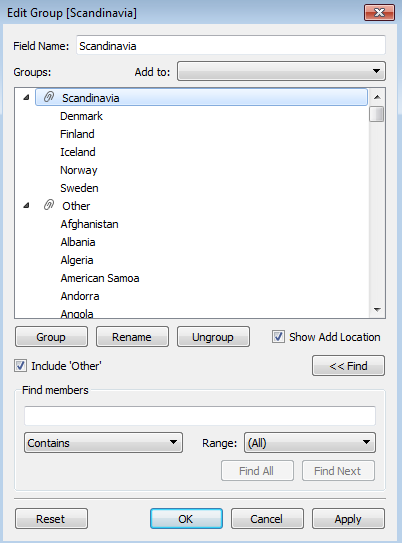 Edit Group [Scandinavia]
Field Name: Scandinavia
Groups: Add to:
Scandinavia
Denmark
Finland
Iceland
Norway
Sweden
Other
Afghanistan
Albania
Algeria
American Samoa
Andorra
Angola
Group Rename Ungroup Show Add Location
Include 'Other' << Find
Find members
Contains Range: (All)
Find All Find Next
Reset OK Cancel Apply